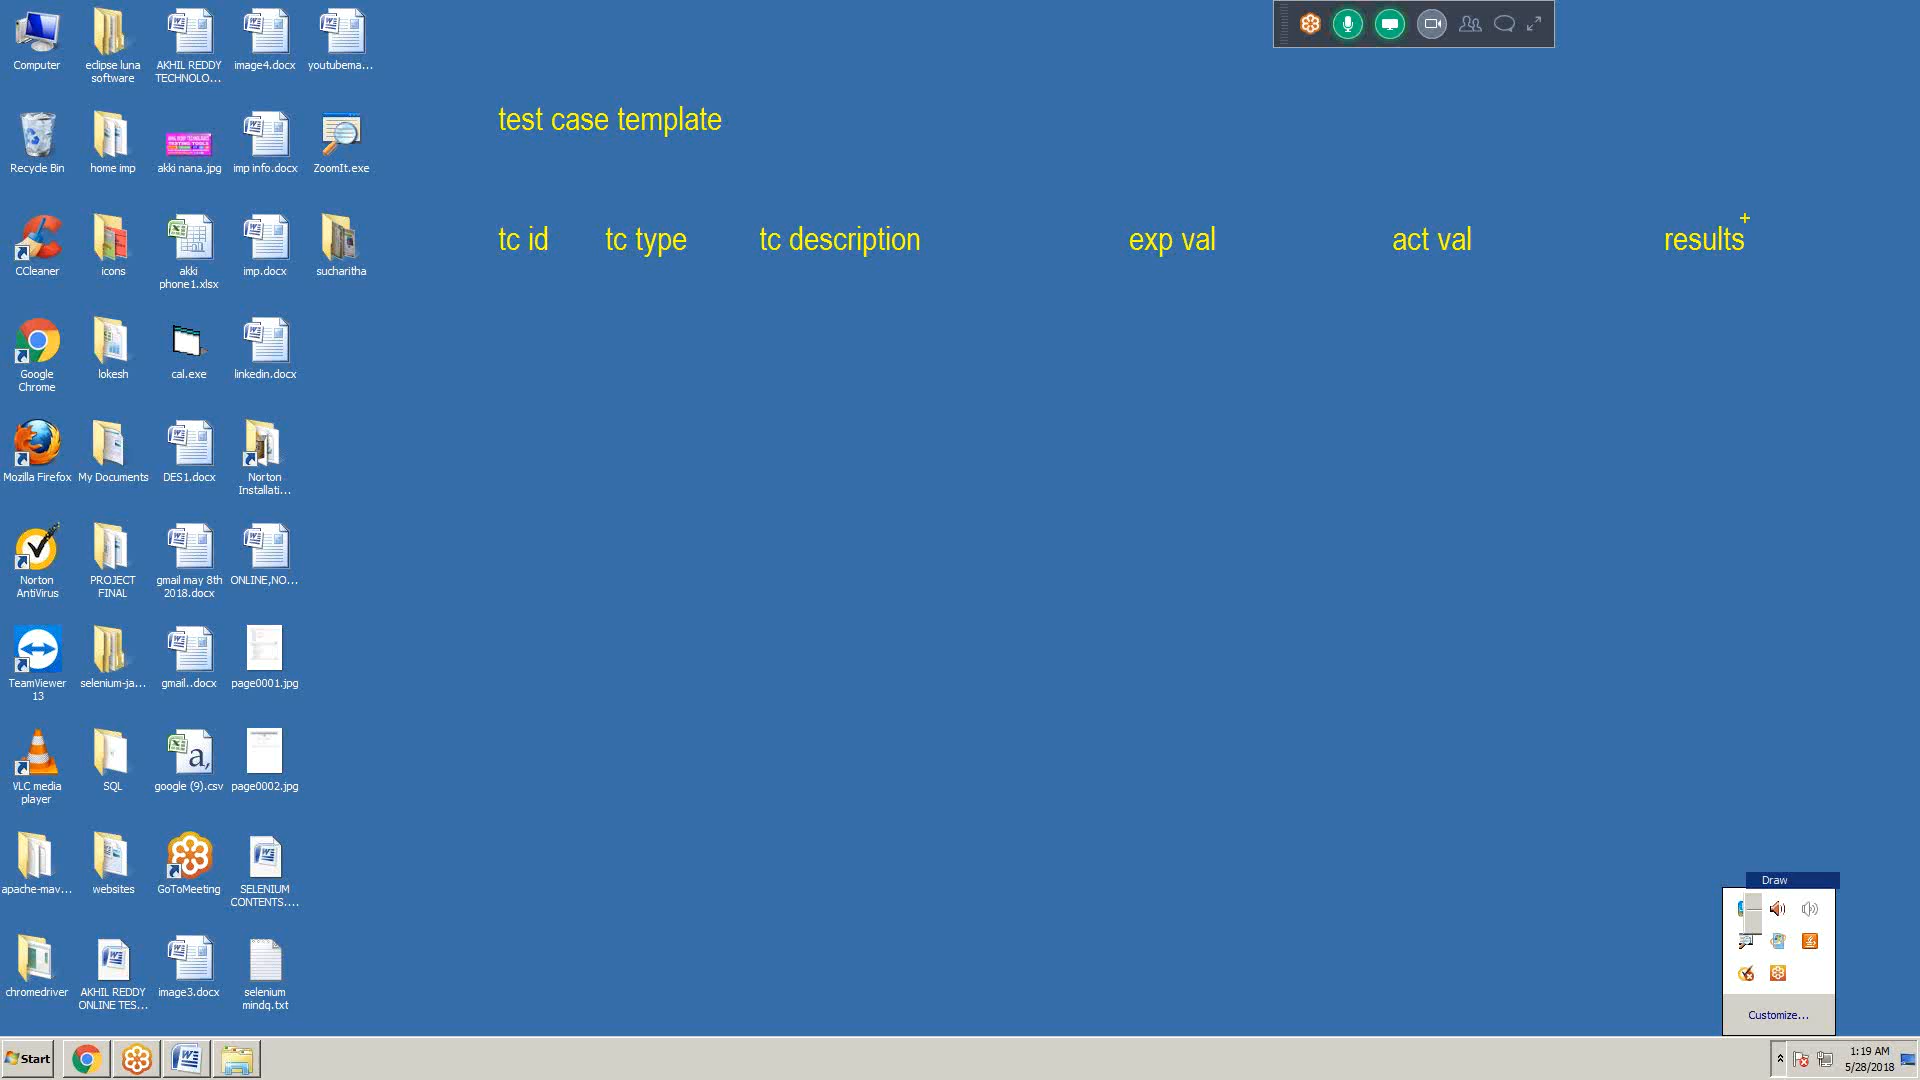 test case template
tc id tc type tc description exp val act val results
Computer
eclipse luna software
AKHIL REDDY TECHNOLO...
image4.docx
youtubema...
Recycle Bin
home imp
akki nana.jpg
imp info.docx
ZoomIt.exe
CCleaner
icons
akki phone1.xlsx
imp.docx
sucharitha
Google Chrome
lokesh
cal.exe
linkedin.docx
Mozilla Firefox
My Documents
DES1.docx
Norton Installati...
Norton AntiVirus
PROJECT FINAL
gmail may 8th 2018.docx
ONLINE,NO...
TeamViewer 13
selenium-ja...
gmail..docx
page0001.jpg
VLC media player
SQL
google (9).csv
page0002.jpg
apache-mav...
websites
GoToMeeting
SELENIUM CONTENTS....
chromedriver
AKHIL REDDY ONLINE TES...
image3.docx
selenium mindq.txt
Draw
Customize...
Start
1:19 AM
5/28/2018